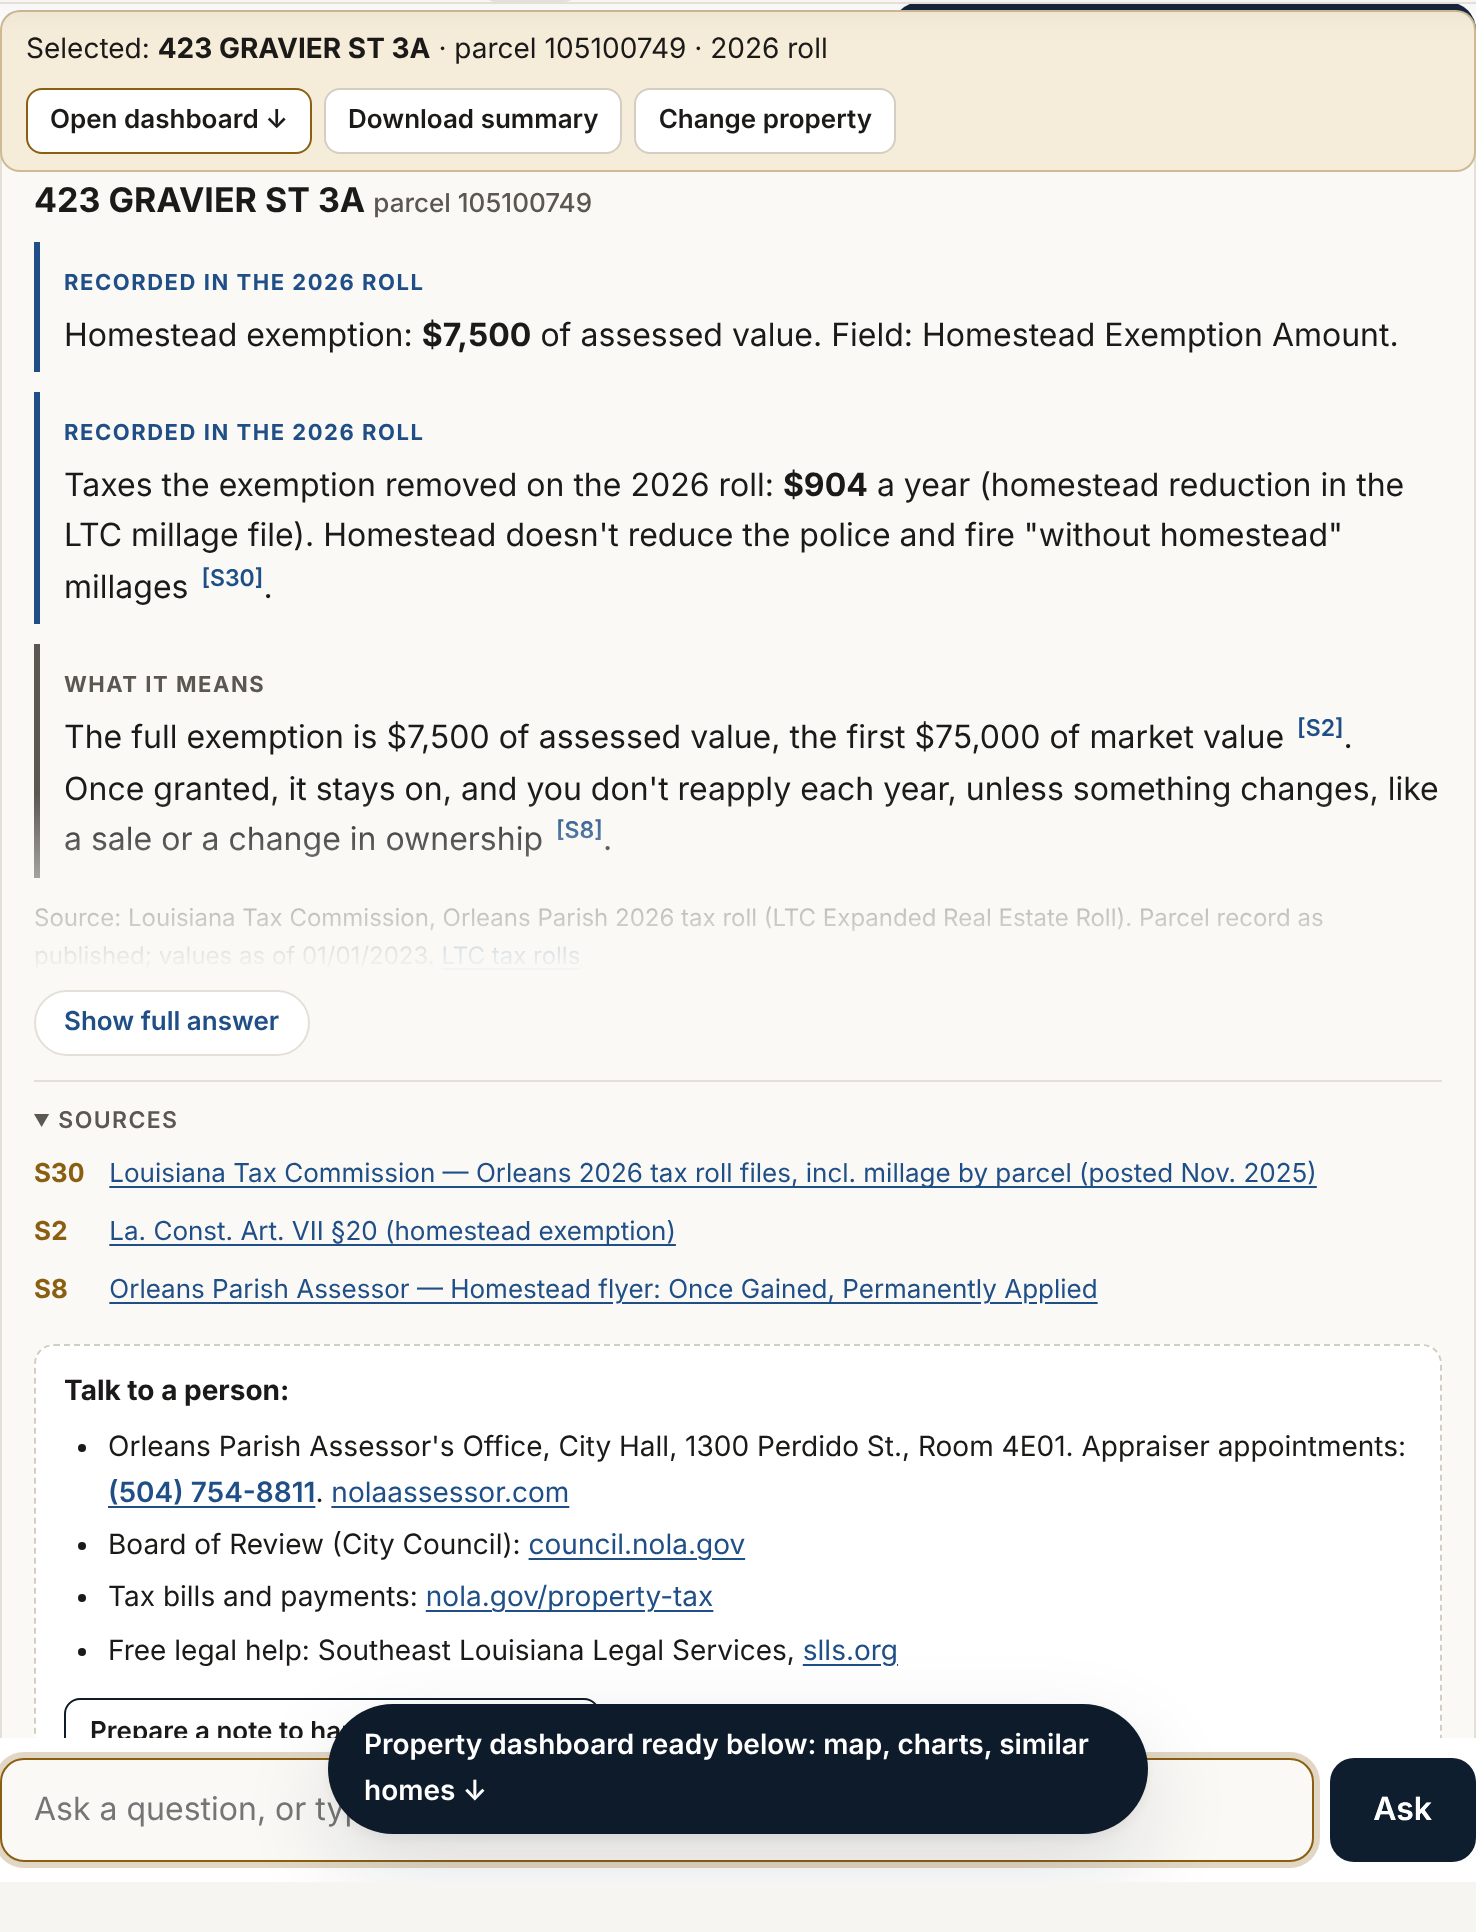 Selected: 423 GRAVIER ST 3A · parcel 105100749 · 2026 roll
Open dashboard ↓
Download summary
Change property
423 GRAVIER ST 3A parcel 105100749
RECORDED IN THE 2026 ROLL
Homestead exemption: $7,500 of assessed value. Field: Homestead Exemption Amount.
RECORDED IN THE 2026 ROLL
Taxes the exemption removed on the 2026 roll: $904 a year (homestead reduction in the
LTC millage file). Homestead doesn't reduce the police and fire "without homestead"
millages [S30].
WHAT IT MEANS
The full exemption is $7,500 of assessed value, the first $75,000 of market value [S2].
Once granted, it stays on, and you don't reapply each year, unless something changes, like
a sale or a change in ownership [S8].
Source: Louisiana Tax Commission, Orleans Parish 2026 tax roll (LTC Expanded Real Estate Roll). Parcel record as
published; values as of 01/01/2023. LTC tax rolls
Show full answer
▼ SOURCES
S30 Louisiana Tax Commission — Orleans 2026 tax roll files, incl. millage by parcel (posted Nov. 2025)
S2 La. Const. Art. VII §20 (homestead exemption)
S8 Orleans Parish Assessor — Homestead flyer: Once Gained, Permanently Applied
Talk to a person:
• Orleans Parish Assessor's Office, City Hall, 1300 Perdido St., Room 4E01. Appraiser appointments:
(504) 754-8811. nolaassessor.com
• Board of Review (City Council): council.nola.gov
• Tax bills and payments: nola.gov/property-tax
• Free legal help: Southeast Louisiana Legal Services, slls.org
Prepare a note to
Property dashboard ready below: map, charts, similar
homes ↓
Ask a question, or
Ask